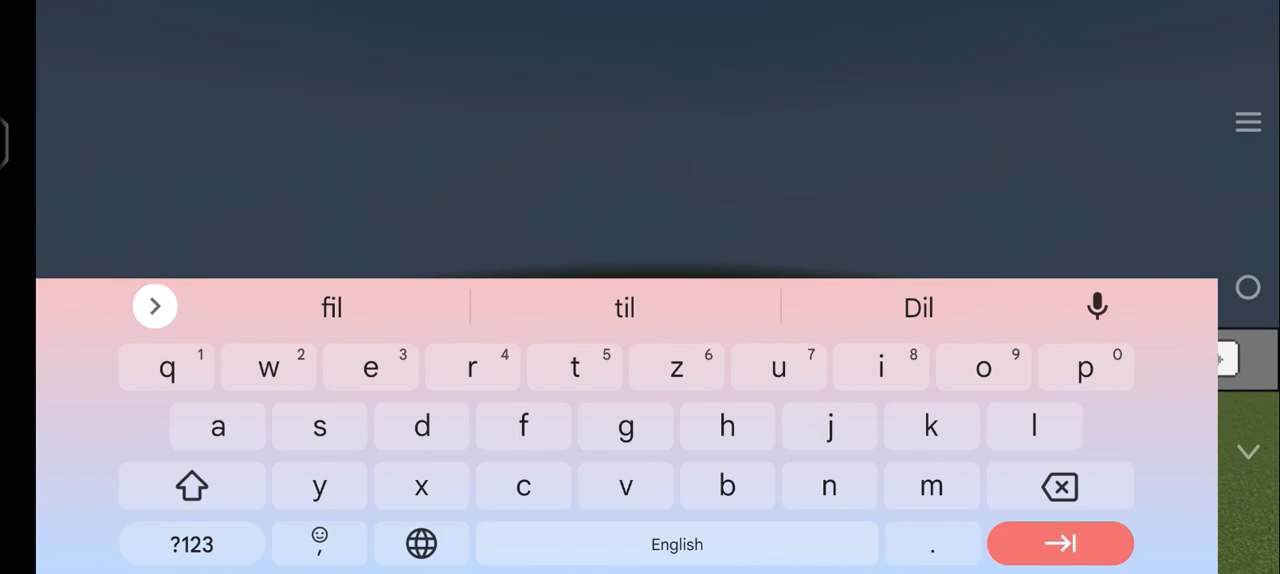 fil til Dil
q 1 w 2 e 3 r 4 t 5 z 6 u 7 i 8 o 9 p 0
a s d f g h j k l
y x c v b n m
?123 , English .